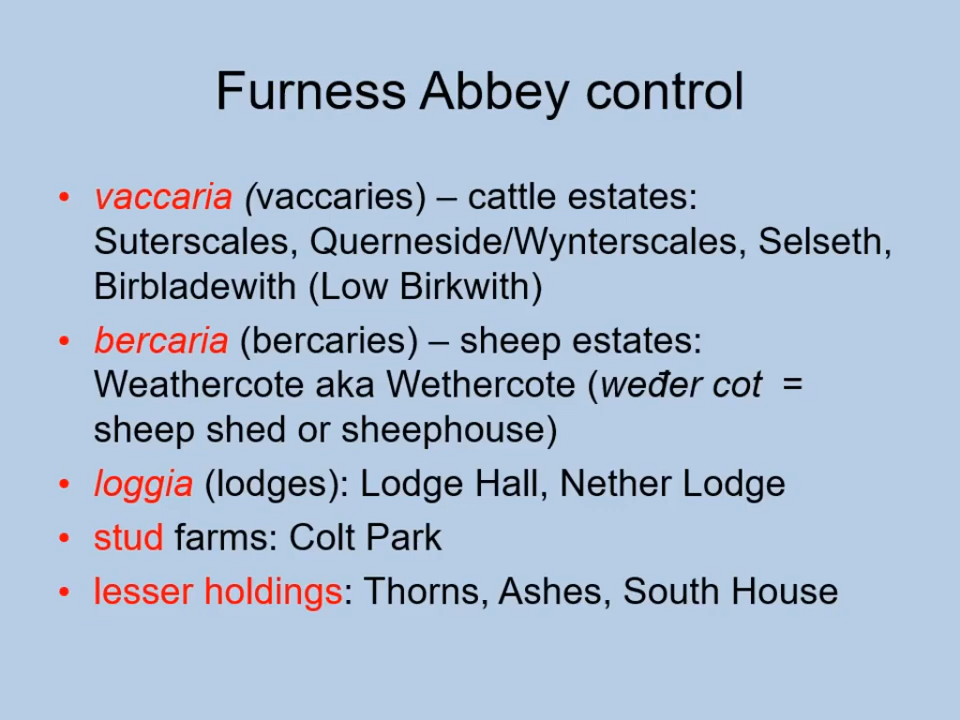 Furness Abbey control
• vaccaria (vaccaries) – cattle estates:
Suterscales, Querneside/Wynterscales, Selseth,
Birbladewith (Low Birkwith)
• bercaria (bercaries) – sheep estates:
Weathercote aka Wethercote (weđer cot =
sheep shed or sheephouse)
• loggia (lodges): Lodge Hall, Nether Lodge
• stud farms: Colt Park
• lesser holdings: Thorns, Ashes, South House